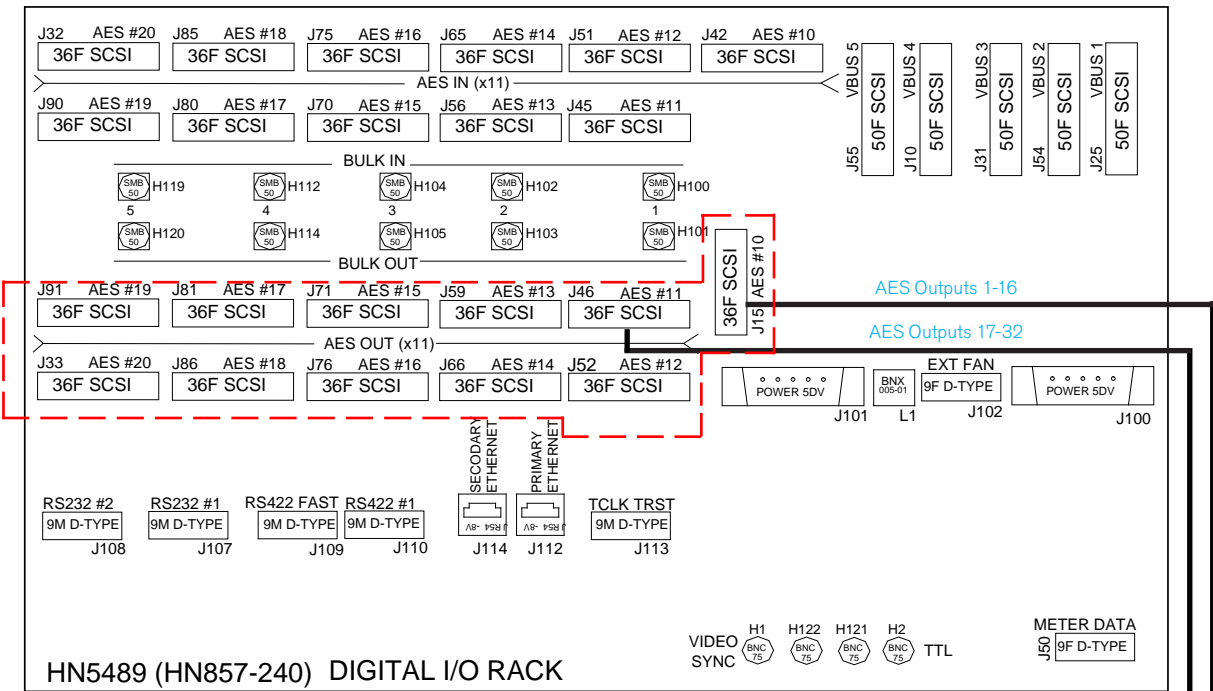 J32 AES #20 J85 AES #18 J75 AES #16 J65 AES #14 J51 AES #12 J42 AES #10
36F SCSI 36F SCSI 36F SCSI 36F SCSI 36F SCSI 36F SCSI
AES IN (x11)
J90 AES #19 J80 AES #17 J70 AES #15 J56 AES #13 J45 AES #11
36F SCSI 36F SCSI 36F SCSI 36F SCSI 36F SCSI
J55 VBUS 5 50F SCSI
J10 VBUS 4 50F SCSI
J31 VBUS 3 50F SCSI
J54 VBUS 2 50F SCSI
J25 VBUS 1 50F SCSI
BULK IN
SMB 50 H119 SMB 50 H112 SMB 50 H104 SMB 50 H102 SMB 50 H100
5 4 3 2 1
SMB 50 H120 SMB 50 H114 SMB 50 H105 SMB 50 H103 SMB 50 H101
BULK OUT
36F SCSI J15 AES #10
J91 AES #19 J81 AES #17 J71 AES #15 J59 AES #13 J46 AES #11
36F SCSI 36F SCSI 36F SCSI 36F SCSI 36F SCSI
AES OUT (x11)
J33 AES #20 J86 AES #18 J76 AES #16 J66 AES #14 J52 AES #12
36F SCSI 36F SCSI 36F SCSI 36F SCSI 36F SCSI
AES Outputs 1-16
AES Outputs 17-32
POWER 5DV J101
BNX 005-01 L1
EXT FAN
9F D-TYPE
J102
POWER 5DV J100
SECODARY ETHERNET
PRIMARY ETHERNET
RS232 #2 RS232 #1 RS422 FAST RS422 #1 TCLK TRST
9M D-TYPE 9M D-TYPE 9M D-TYPE 9M D-TYPE JR54 -8V JR54 -8V 9M D-TYPE
J108 J107 J109 J110 J114 J112 J113
H1 H122 H121 H2
VIDEO SYNC BNC 75 BNC 75 BNC 75 BNC 75 TTL
METER DATA
J50 9F D-TYPE
HN5489 (HN857-240) DIGITAL I/O RACK